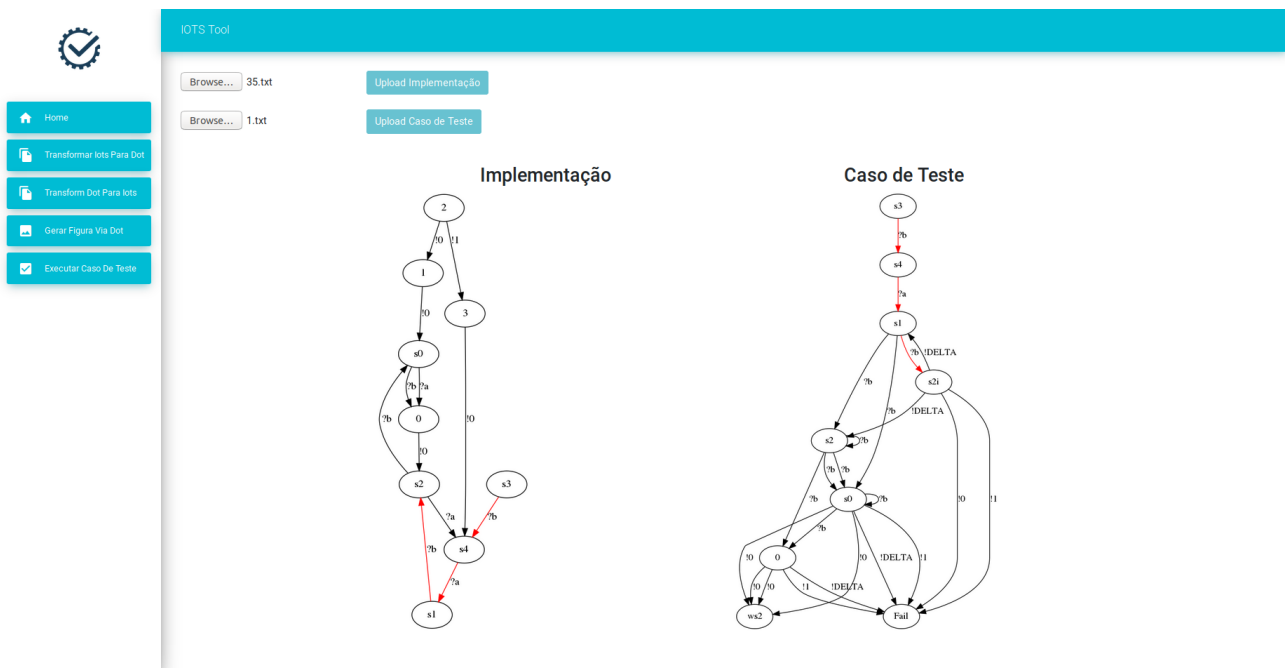 IOTS Tool
Home
Transformar Iots Para Dot
Transform Dot Para Iots
Gerar Figura Via Dot
Executar Caso De Teste
Browse... 35.txt
Upload Implementação
Browse... 1.txt
Upload Caso de Teste
Implementação
2
!0 !1
1
3
!0
s0
?b ?a
?b
0
!0
!0
s2
s3
?a
?b
s4
?b
?a
s1
Caso de Teste
s3
?b
s4
?a
s1
?b !DELTA
s2i
?b
?b !DELTA
s2
?b
?b ?b
?b
s0
?b
!0
!1
?b
!0
0
!0
!DELTA
!1
!0
!0
!1
!DELTA
ws2
Fail